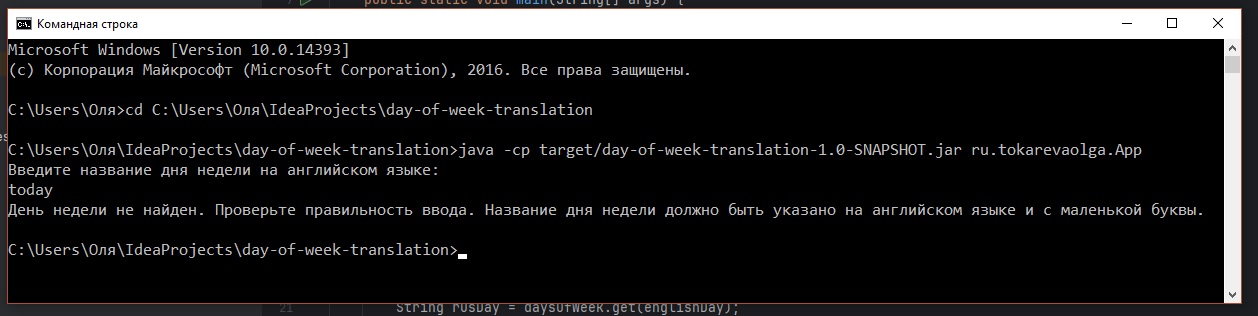 7 public static void main(String[] args) {
Командная строка
Microsoft Windows [Version 10.0.14393]
(c) Корпорация Майкрософт (Microsoft Corporation), 2016. Все права защищены.
C:\Users\Оля>cd C:\Users\Оля\IdeaProjects\day-of-week-translation
C:\Users\Оля\IdeaProjects\day-of-week-translation>java -cp target/day-of-week-translation-1.0-SNAPSHOT.jar ru.tokarevaolga.App
Введите название дня недели на английском языке:
today
День недели не найден. Проверьте правильность ввода. Название дня недели должно быть указано на английском языке и с маленькой буквы.
C:\Users\Оля\IdeaProjects\day-of-week-translation>
21 String rusDay = daysOfWeek.get(englishDay);